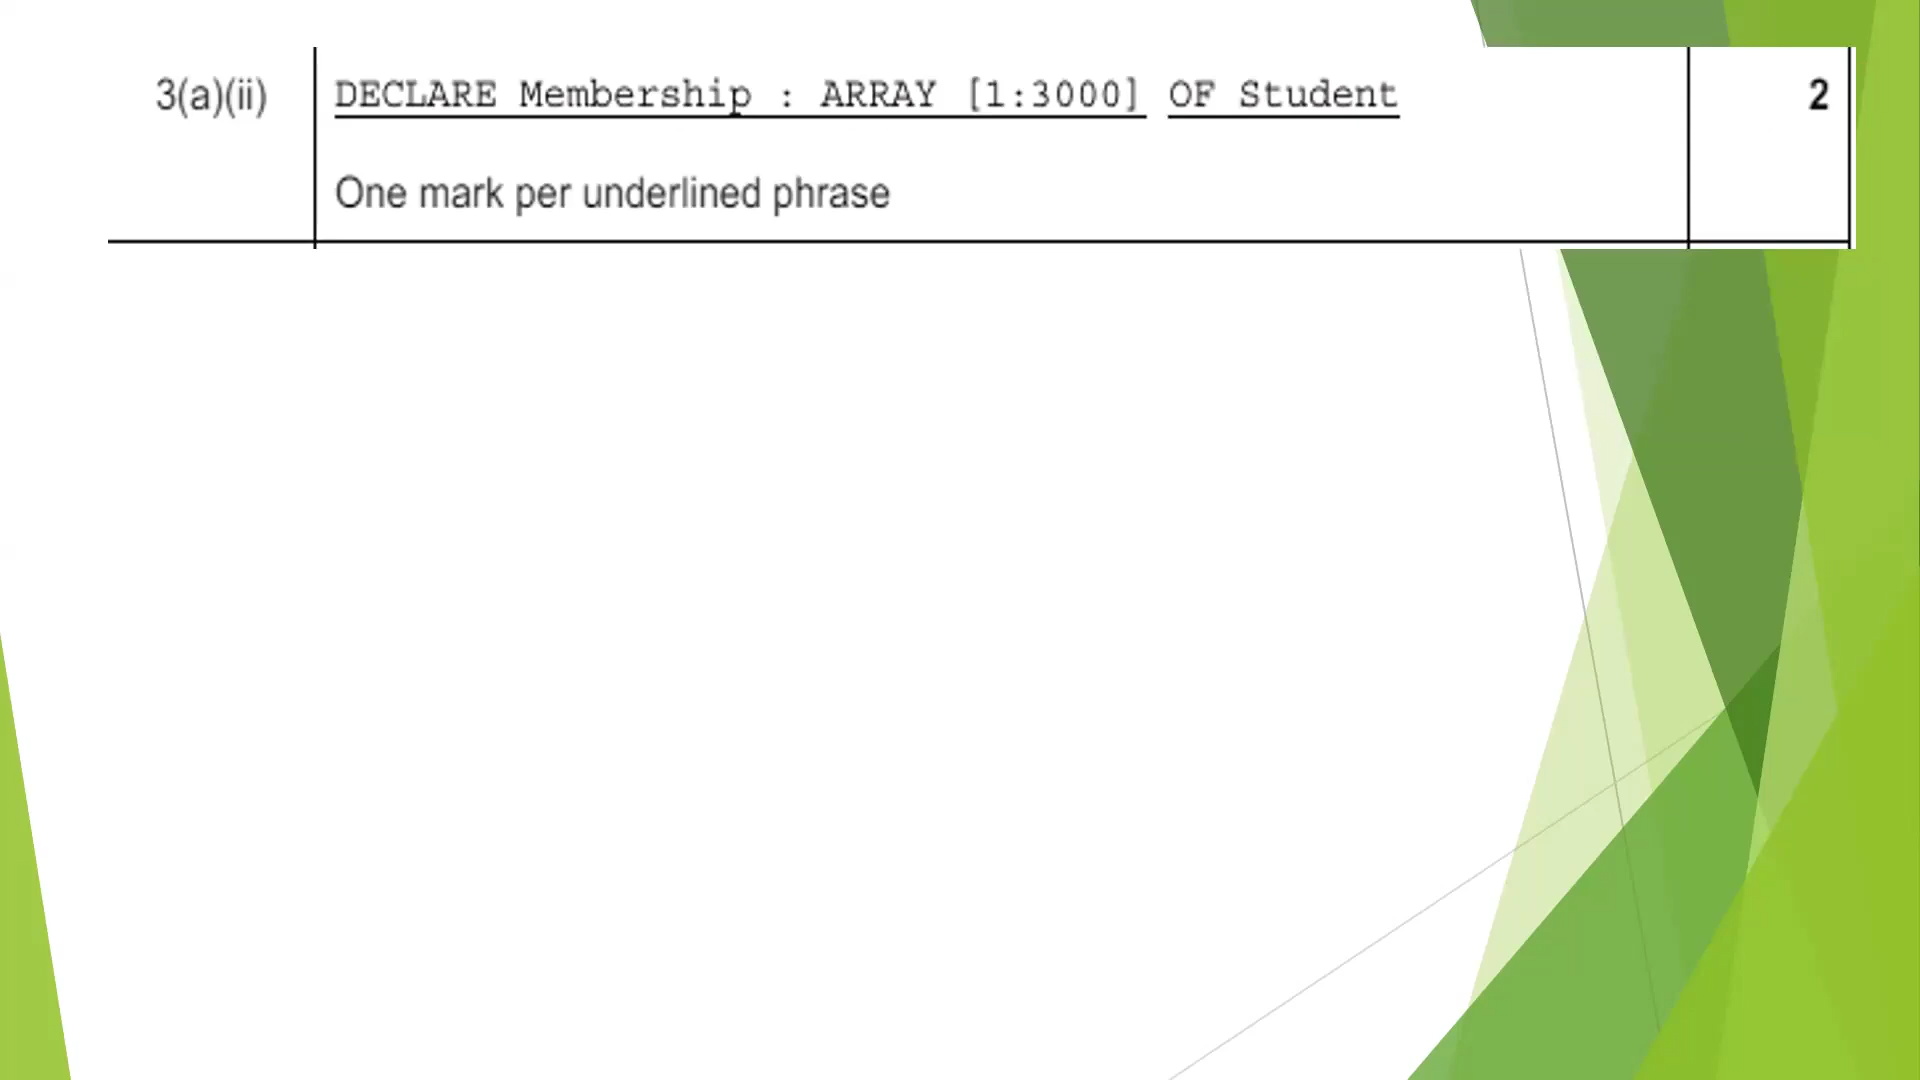 3(a)(ii) DECLARE Membership : ARRAY [1:3000] OF Student 2
One mark per underlined phrase